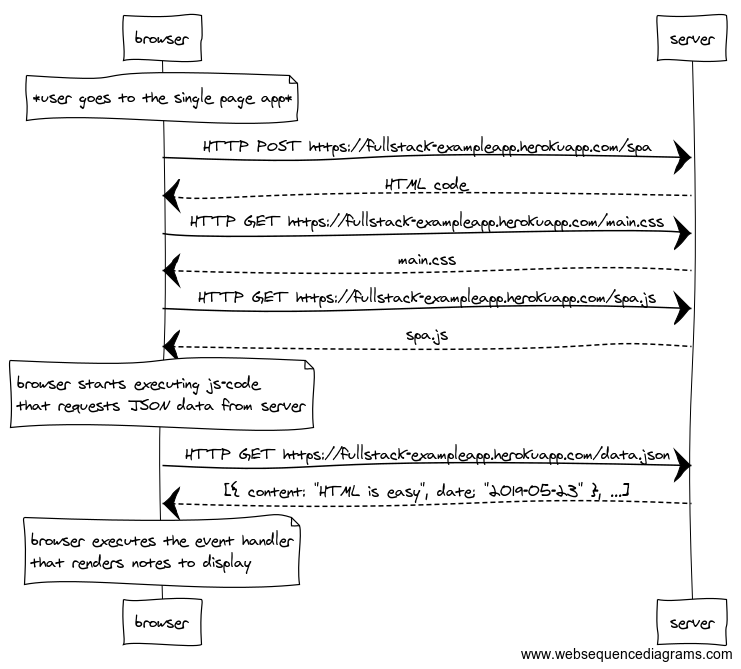 browser
server
*user goes to the single page app*
HTTP POST https://fullstack-exampleapp.herokuapp.com/spa
HTML code
HTTP GET https://fullstack-exampleapp.herokuapp.com/main.css
main.css
HTTP GET https://fullstack-exampleapp.herokuapp.com/spa.js
spa.js
browser starts executing js-code
that requests JSON data from server
HTTP GET https://fullstack-exampleapp.herokuapp.com/data.json
[{ content: "HTML is easy", date: "2019-05-23" }, ...]
browser executes the event handler
that renders notes to display
browser
server
www.websequencediagrams.com